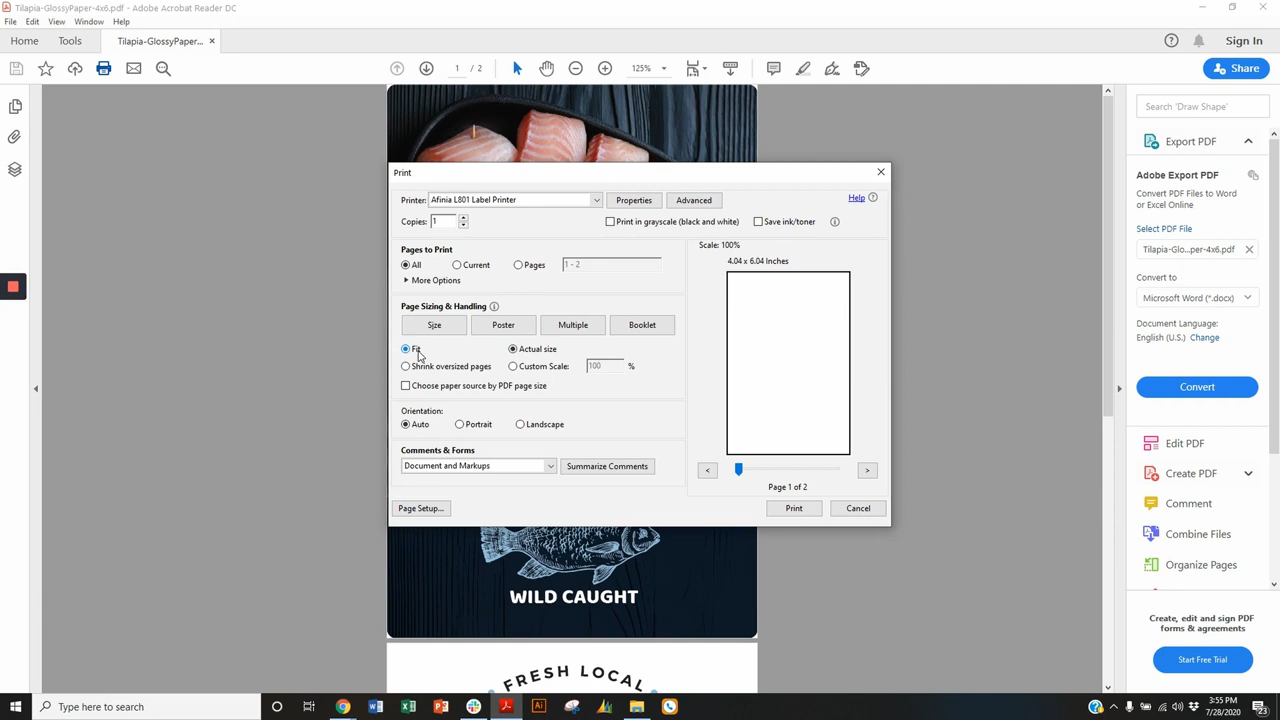 Tilapia-GlossyPaper-4x6.pdf - Adobe Acrobat Reader DC
File Edit View Window Help
Home Tools Tilapia-GlossyPaper... × Sign In
1 / 2 125% Share
Search 'Draw Shape'
Export PDF
Adobe Export PDF
Convert PDF Files to Word
or Excel Online
Select PDF File
Tilapia-Glo...per-4x6.pdf
Convert to
Microsoft Word (*.docx)
Document Language:
English (U.S.) Change
Convert
Edit PDF
Create PDF
Comment
Combine Files
Organize Pages
Create, edit and sign PDF
forms & agreements
Start Free Trial
Print
Printer: Afinia L801 Label Printer Properties Advanced Help
Copies: 1 Print in grayscale (black and white) Save ink/toner
Pages to Print
All Current Pages 1 - 2
More Options
Page Sizing & Handling
Size Poster Multiple Booklet
Fit Actual size
Shrink oversized pages Custom Scale: 100 %
Choose paper source by PDF page size
Orientation:
Auto Portrait Landscape
Comments & Forms
Document and Markups Summarize Comments
Page Setup...
Scale: 100%
4.04 x 6.04 Inches
< >
Page 1 of 2
Print Cancel
WILD CAUGHT
FRESH LOCAL
Type here to search
3:55 PM
7/28/2020
23